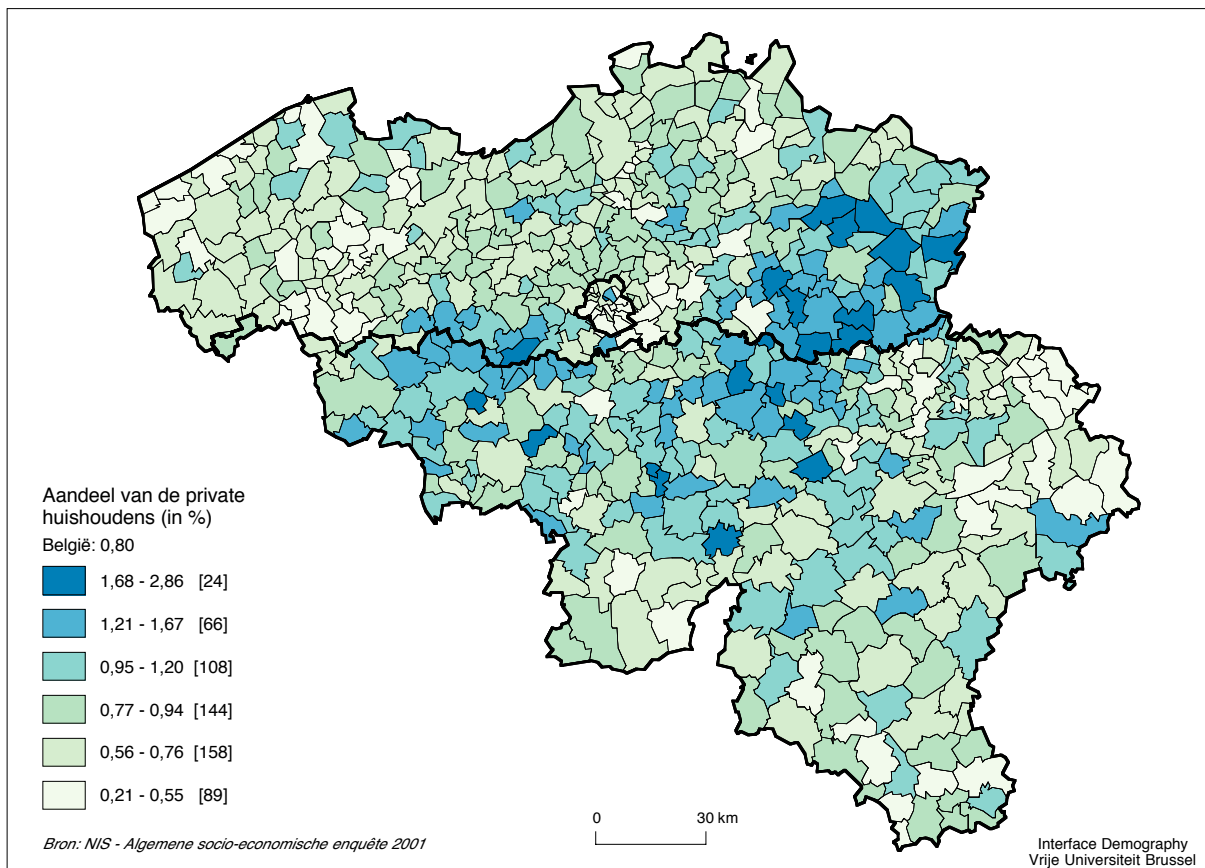 Aandeel van de private
huishoudens (in %)
België: 0,80
1,68 - 2,86 [24]
1,21 - 1,67 [66]
0,95 - 1,20 [108]
0,77 - 0,94 [144]
0,56 - 0,76 [158]
0,21 - 0,55 [89]
0 30 km
Bron: NIS - Algemene socio-economische enquête 2001
Interface Demography
Vrije Universiteit Brussel